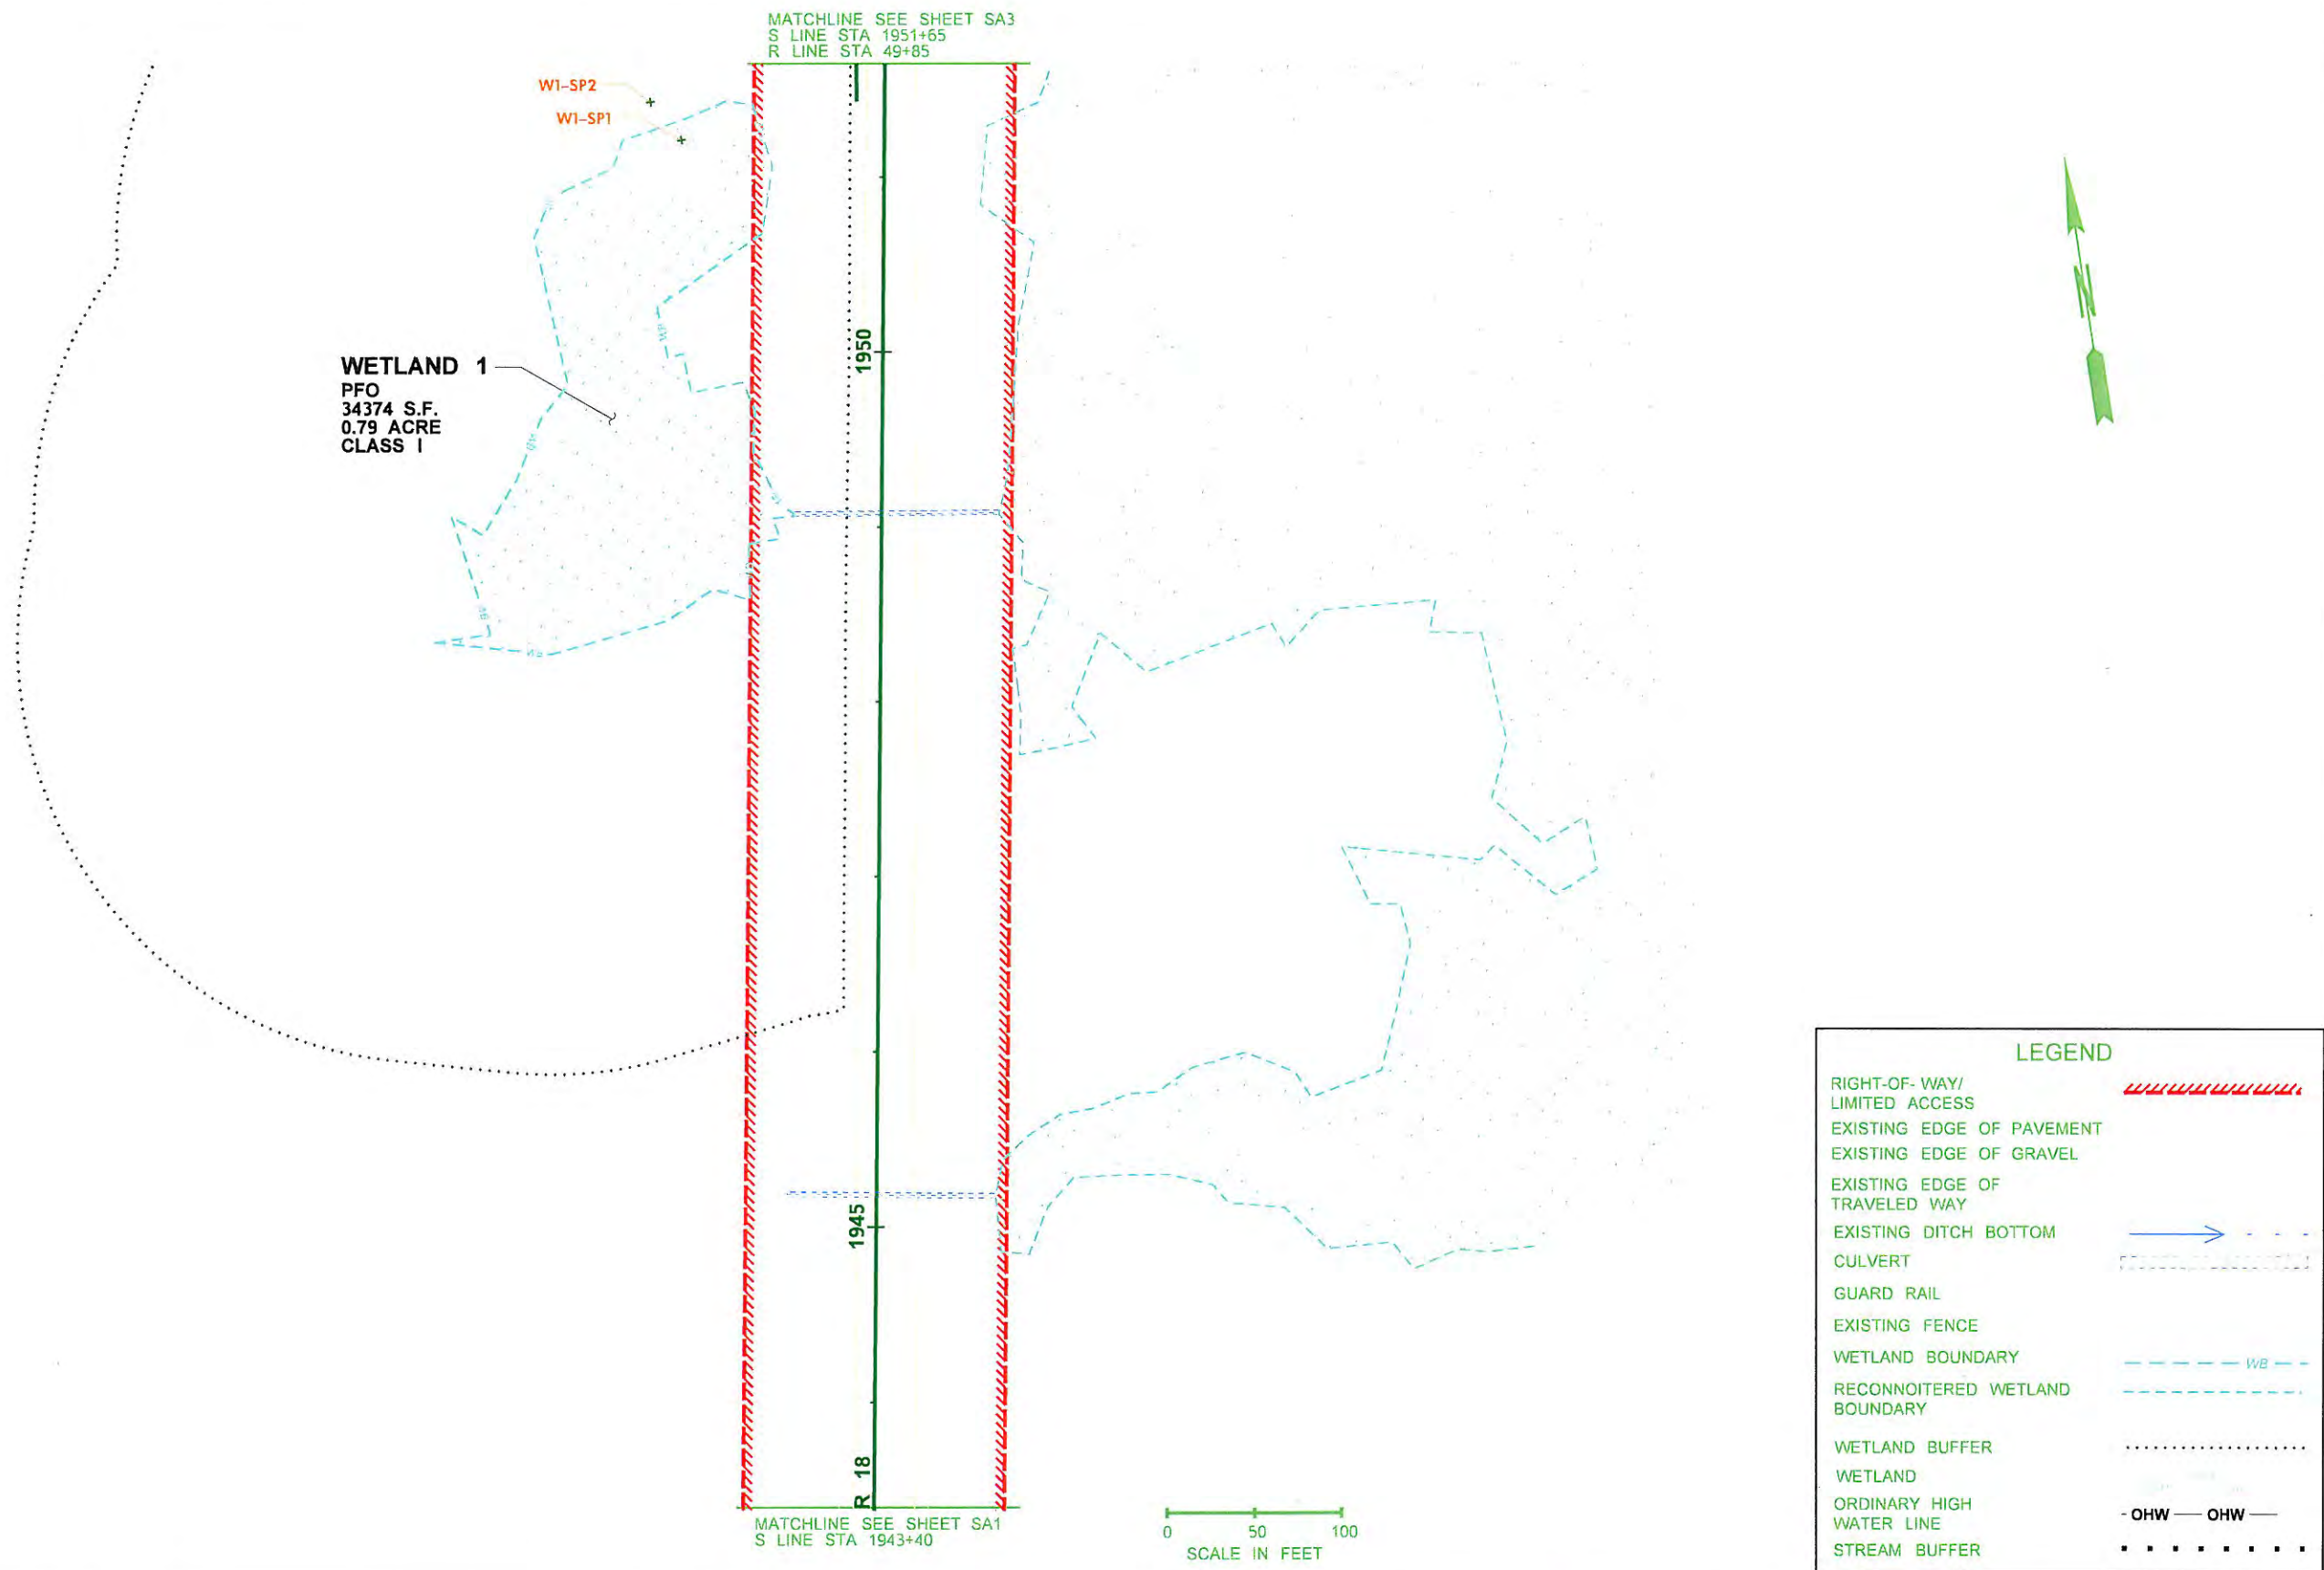 MATCHLINE SEE SHEET SA3
S LINE STA 1951+65
R LINE STA 49+85
W1-SP2
W1-SP1
WETLAND 1
PFO
34374 S.F.
0.79 ACRE
CLASS I
1950
N
1945
R 18
MATCHLINE SEE SHEET SA1
S LINE STA 1943+40
0 50 100
SCALE IN FEET
LEGEND
RIGHT-OF-WAY/
LIMITED ACCESS
EXISTING EDGE OF PAVEMENT
EXISTING EDGE OF GRAVEL
EXISTING EDGE OF
TRAVELED WAY
EXISTING DITCH BOTTOM
CULVERT
GUARD RAIL
EXISTING FENCE
WETLAND BOUNDARY
WB
RECONNOITERED WETLAND
BOUNDARY
WETLAND BUFFER
WETLAND
ORDINARY HIGH
WATER LINE
OHW OHW
STREAM BUFFER